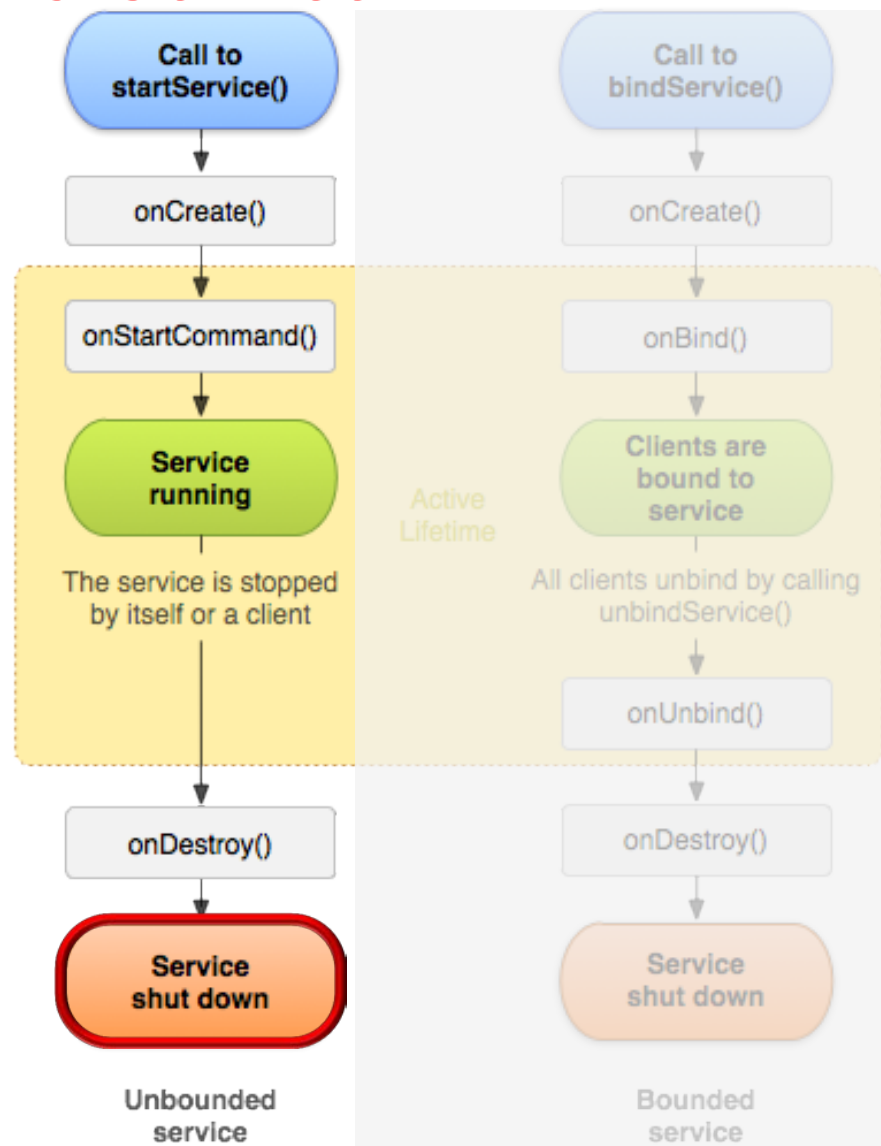 Call to
startService()
onCreate()
onStartCommand()
Service
running
The service is stopped
by itself or a client
onDestroy()
Service
shut down
Unbounded
service
Active
Lifetime
Call to
bindService()
onCreate()
onBind()
Clients are
bound to
service
All clients unbind by calling
unbindService()
onUnbind()
onDestroy()
Service
shut down
Bounded
service